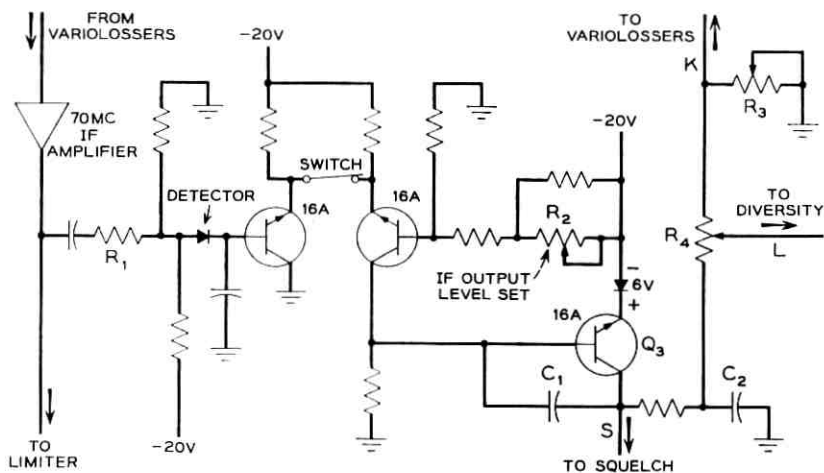 FROM
VARIOLOSSERS
-20V
TO
VARIOLOSSERS
K
R3
70MC
IF
AMPLIFIER
-20V
SWITCH
DETECTOR
16A
16A
R2
TO
DIVERSITY
R4
L
R1
IF OUTPUT
LEVEL SET
-
6V
+
16A
Q3
C1
C2
S
TO
LIMITER
-20V
TO SQUELCH